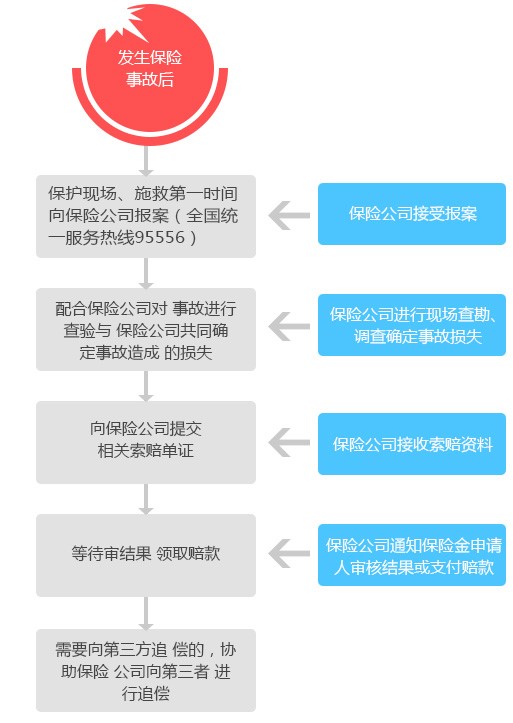 发生保险
事故后
保护现场、施救第一时间
向保险公司报案（全国统
一服务热线95556）
保险公司接受报案
配合保险公司对 事故进行
查验与 保险公司共同确
定事故造成 的损失
保险公司进行现场查勘、
调查确定事故损失
向保险公司提交
相关索赔单证
保险公司接收索赔资料
等待审结果 领取赔款
保险公司通知保险金申请
人审核结果或支付赔款
需要向第三方追 偿的，协
助保险 公司向第三者 进
行追偿